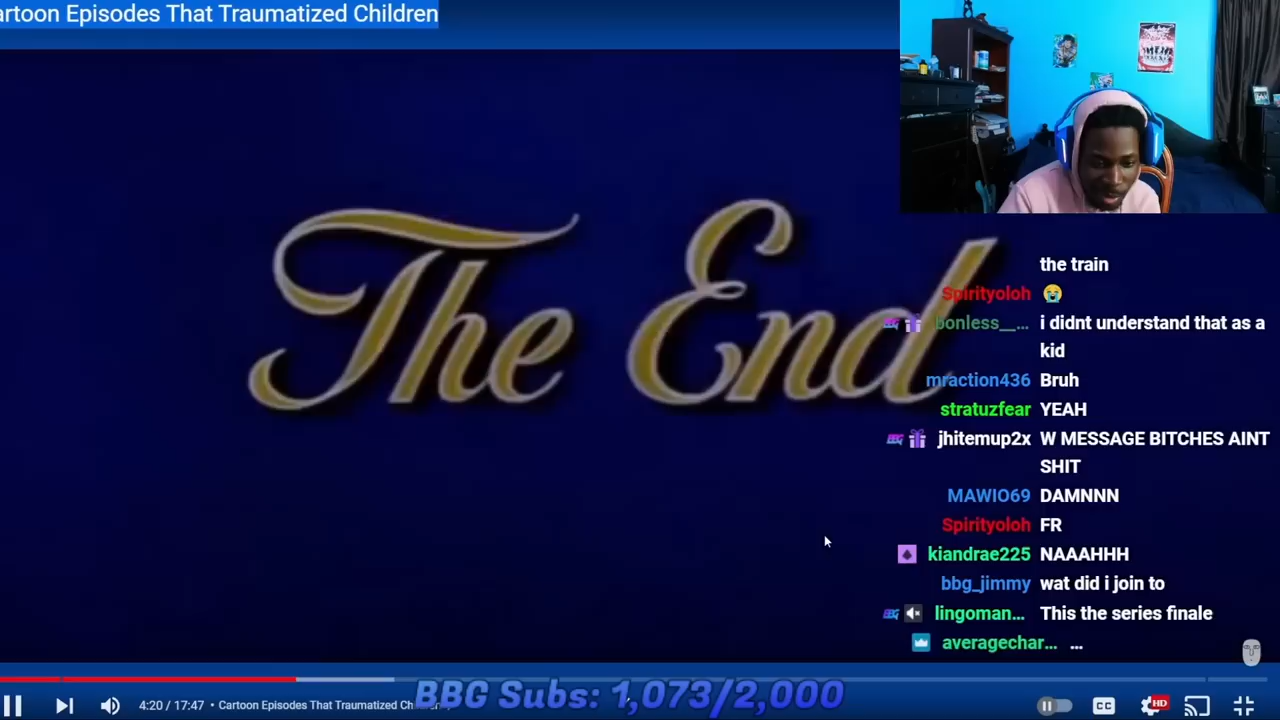 artoon Episodes That Traumatized Children
The End
the train
Spirityoloh
bonless__... i didnt understand that as a
kid
mraction436 Bruh
stratuzfear YEAH
jhitemup2x W MESSAGE BITCHES AINT
SHIT
MAWIO69 DAMNNN
Spirityoloh FR
kiandrae225 NAAAHHH
bbg_jimmy wat did i join to
lingoman... This the series finale
averagechar... ...
BBG Subs: 1,073/2,000
4:20 / 17:47 • Cartoon Episodes That Traumatized Ch
CC
HD